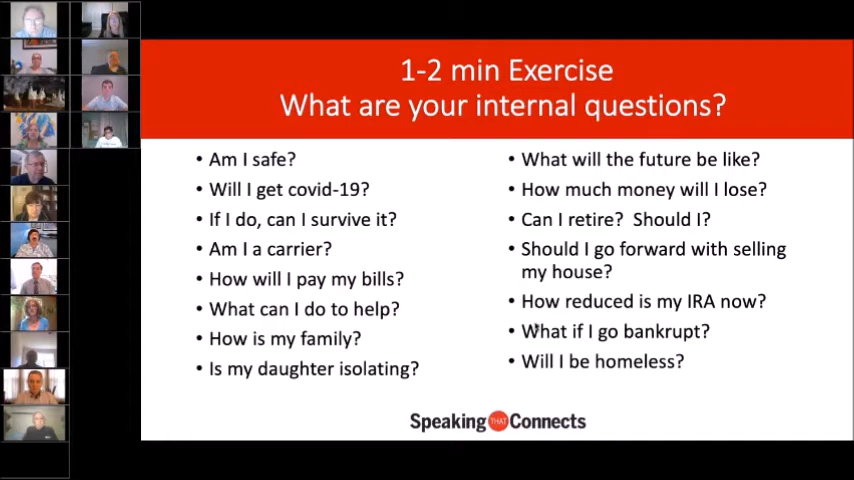 1-2 min Exercise
What are your internal questions?
• Am I safe?
• Will I get covid-19?
• If I do, can I survive it?
• Am I a carrier?
• How will I pay my bills?
• What can I do to help?
• How is my family?
• Is my daughter isolating?
• What will the future be like?
• How much money will I lose?
• Can I retire?  Should I?
• Should I go forward with selling
my house?
• How reduced is my IRA now?
• What if I go bankrupt?
• Will I be homeless?
Speaking THAT Connects